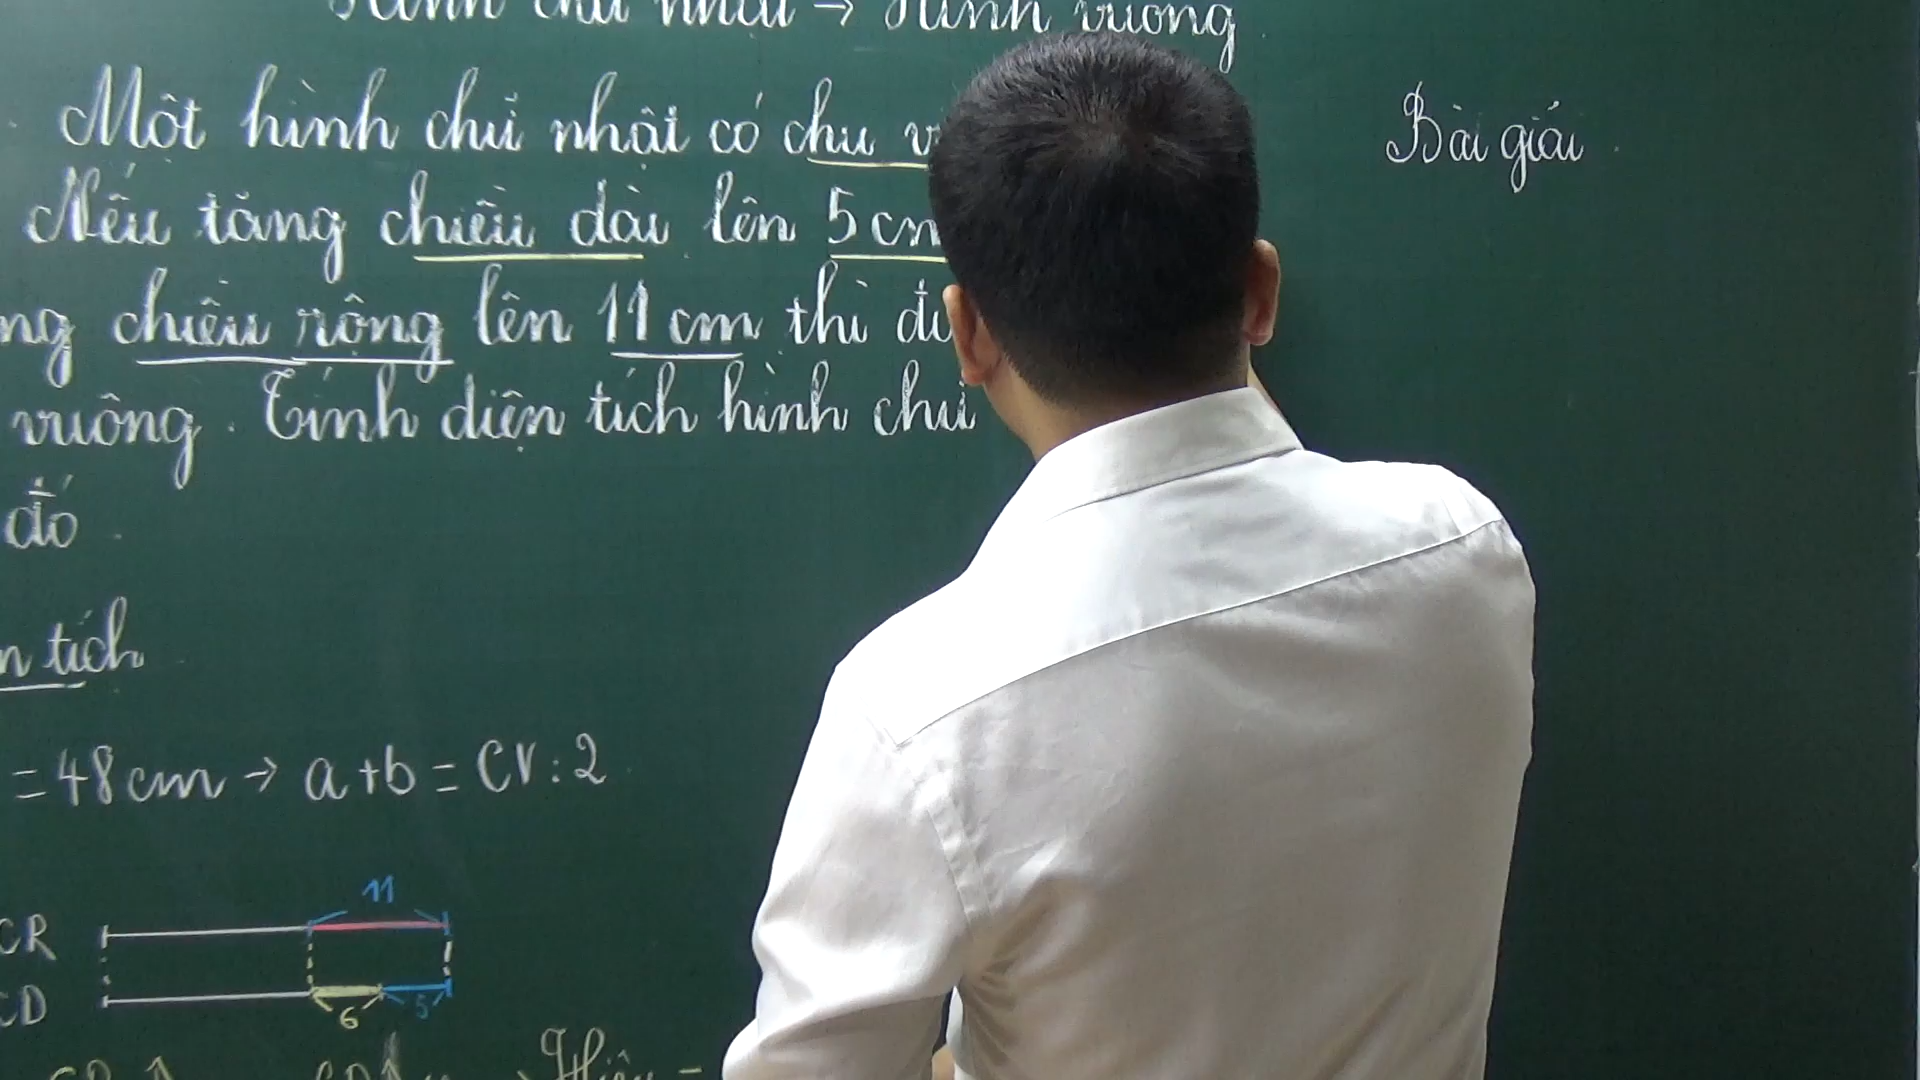 Hình chữ nhật → Hình vuông
Một hình chữ nhật có chu
Nếu tăng chiều dài lên 5 cm
chiều rộng lên 11 cm thì
vuông. Tính diện tích hình chữ
đó.
Bài giải
tích
= 48 cm → a + b = CV : 2
11
CR
CD
6
5
Hiệu =